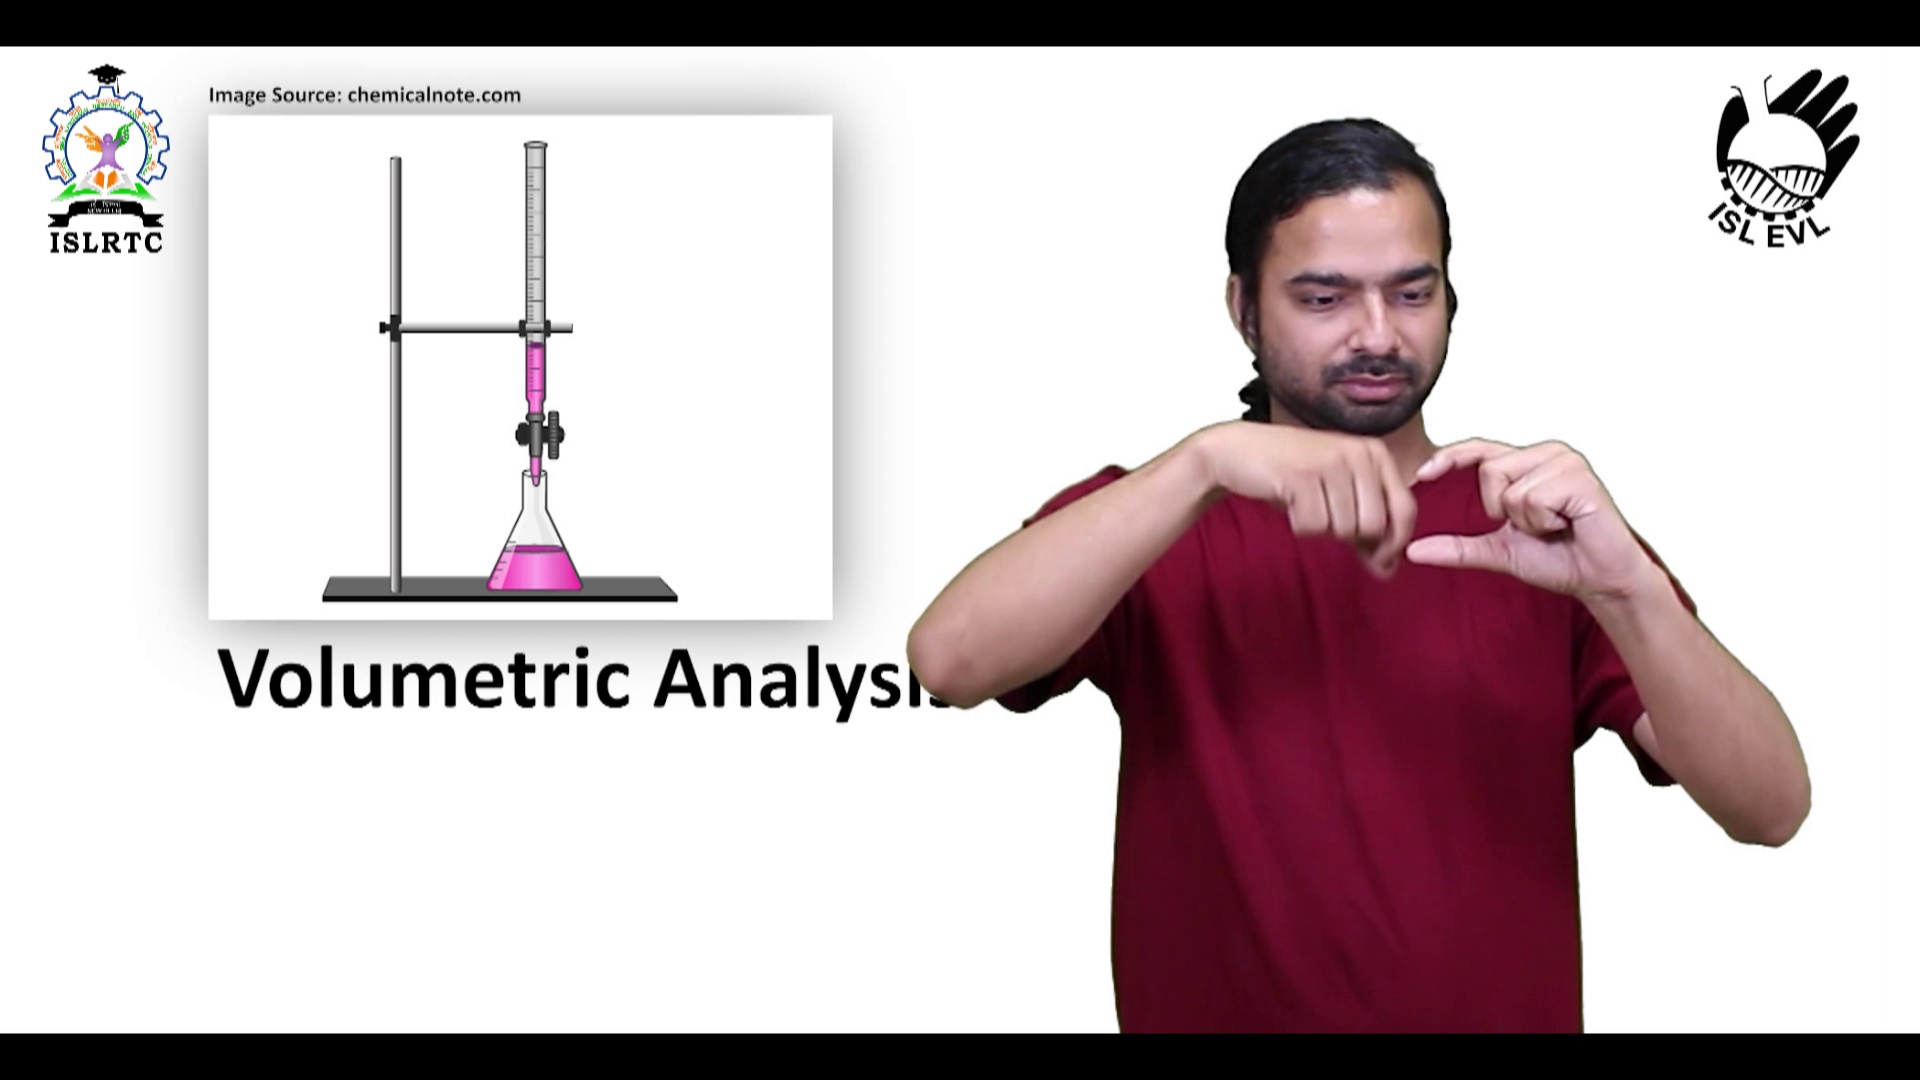 Image Source: chemicalnote.com
ISLRTC
ISL EVL
Volumetric Analysis